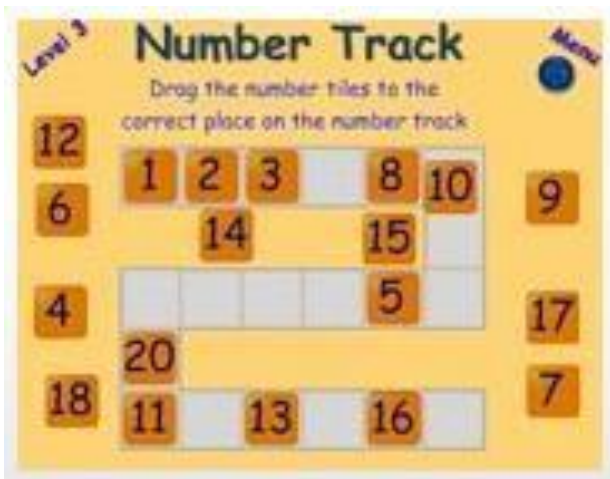 Level 3
Number Track
Menu
Drag the number tiles to the
correct place on the number track
12
1 2 3 8 10
9
6
14 15
4
5
17
20
7
18
11 13 16